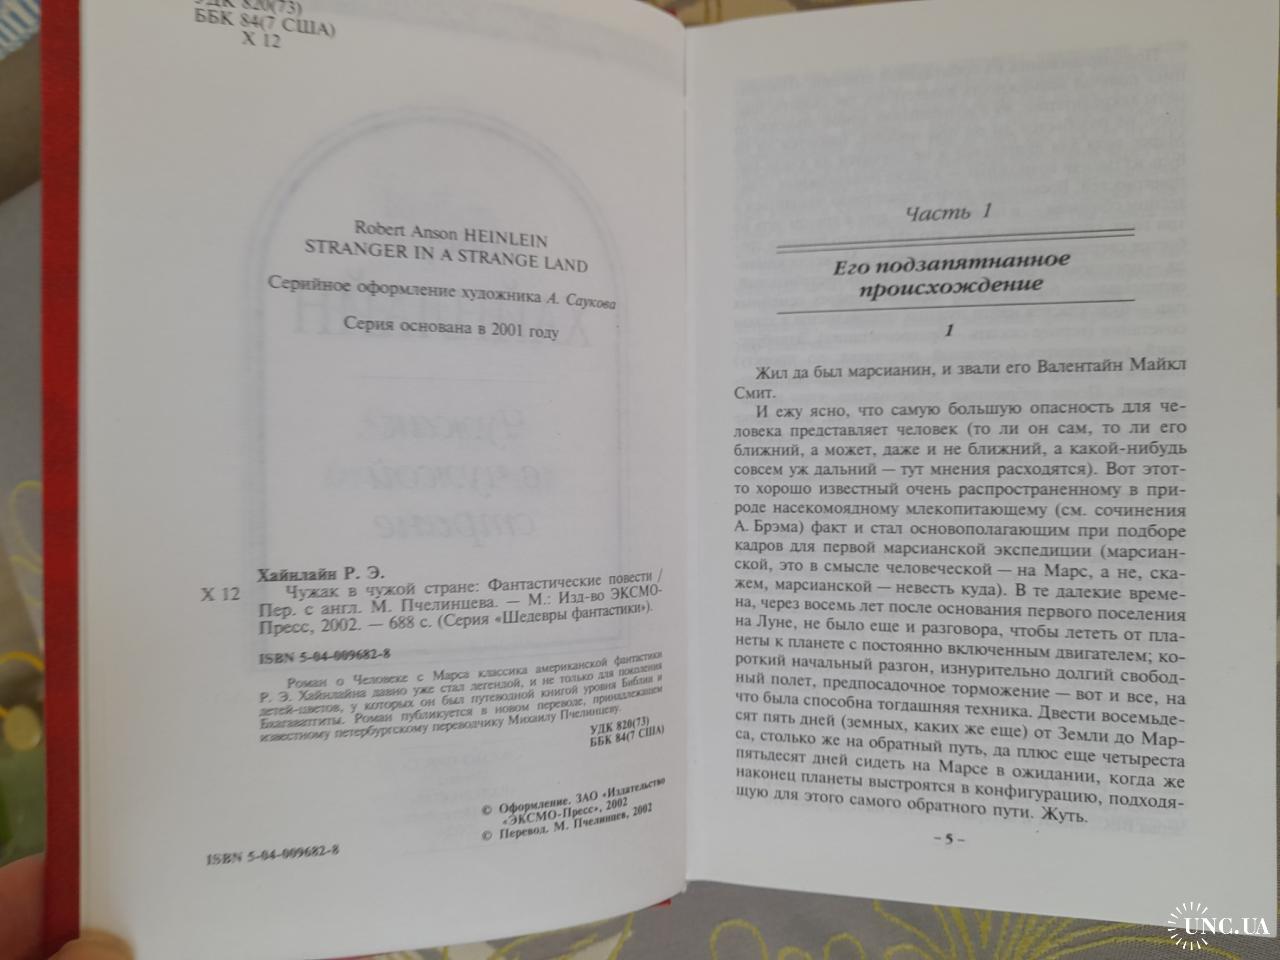 УДК 820(73)
ББК 84(7 США)
Х 12
Robert Anson HEINLEIN
STRANGER IN A STRANGE LAND
Серийное оформление художника А. Саукова
Серия основана в 2001 году
Хайнлайн Р. Э.
Х 12 Чужак в чужой стране: Фантастические повести /
Пер. с англ. М. Пчелинцева. — М.: Изд-во ЭКСМО-
Пресс, 2002. — 688 с. (Серия «Шедевры фантастики»).
ISBN 5-04-009682-8
Роман о Человеке с Марса классика американской фантастики
Р. Э. Хайнлайна давно уже стал легендой, и не только для поколения
детей-цветов, у которых он был путеводной книгой уровня Библии и
Бхагаватгиты. Роман публикуется в новом переводе, принадлежащем
известному петербургскому переводчику Михаилу Пчелинцеву.
УДК 820(73)
ББК 84(7 США)
© Оформление. ЗАО «Издательство
«ЭКСМО-Пресс», 2002
© Перевод. М. Пчелинцев, 2002
ISBN 5-04-009682-8
Часть 1
Его подзапятнанное
происхождение
1
Жил да был марсианин, и звали его Валентайн Майкл
Смит.
И ежу ясно, что самую большую опасность для че-
ловека представляет человек (то ли он сам, то ли его
ближний, а может, даже и не ближний, а какой-нибудь
совсем уж дальний — тут мнения расходятся). Вот этот-
то хорошо известный очень распространенному в при-
роде насекомоядному млекопитающему (см. сочинения
А. Брэма) факт и стал основополагающим при подборе
кадров для первой марсианской экспедиции (марсиан-
ской, это в смысле человеческой — на Марс, а не, ска-
жем, марсианской — невесть куда). В те далекие време-
на, через восемь лет после основания первого поселения
на Луне, не было еще и разговора, чтобы лететь от пла-
неты к планете с постоянно включенным двигателем; ко-
роткий начальный разгон, изнурительно долгий свобод-
ный полет, предпосадочное торможение — вот и все, на
что была способна тогдашняя техника. Двести восемьде-
сят пять дней (земных, каких же еще) от Земли до Мар-
са, столько же на обратный путь, да плюс еще четыреста
пятьдесят дней сидеть на Марсе в ожидании, когда же
наконец планеты выстроятся в конфигурацию, подходя-
щую для этого самого обратного пути. Жуть.
– 5 –
UNC.UA